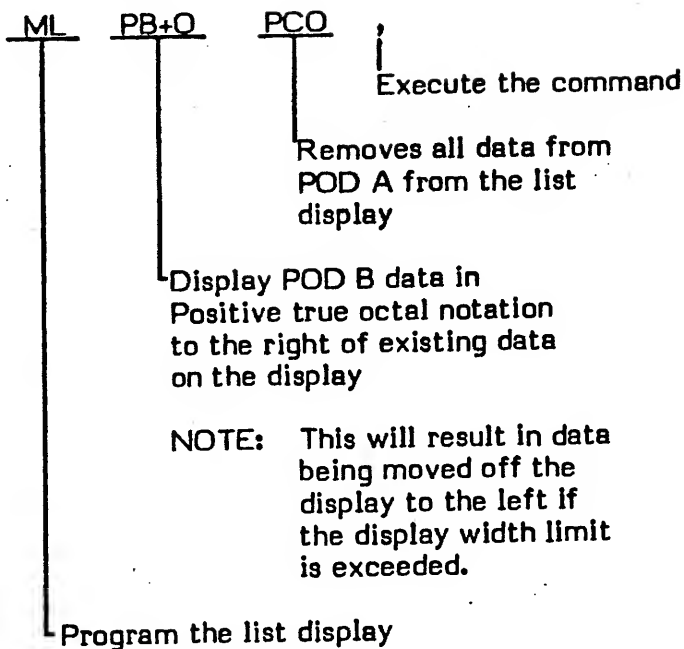 ML PB+O PCO ;
Execute the command
Removes all data from
POD A from the list
display
Display POD B data in
Positive true octal notation
to the right of existing data
on the display
NOTE: This will result in data
being moved off the
display to the left if
the display width limit
is exceeded.
Program the list display